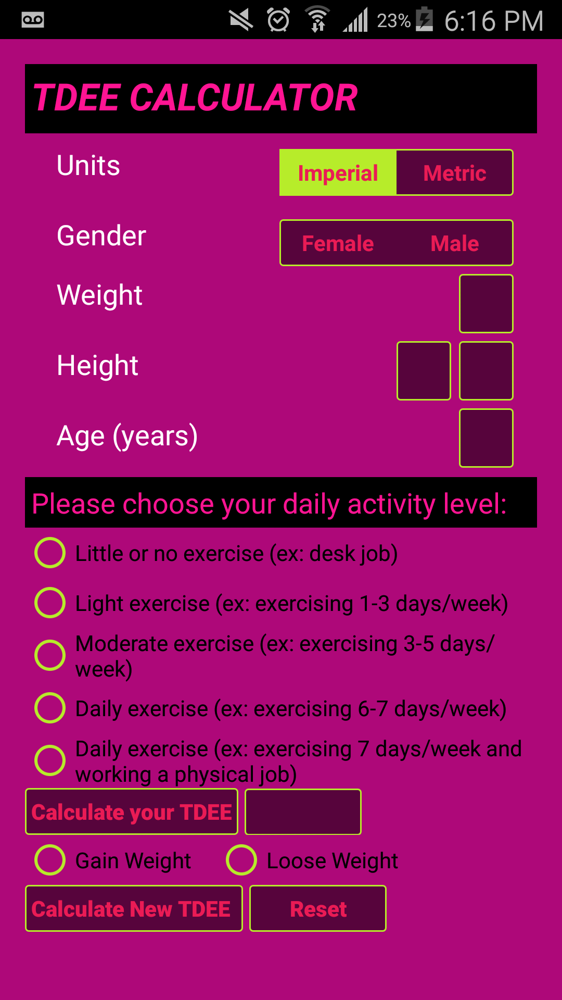 23% 6:16 PM
TDEE CALCULATOR
Units Imperial Metric
Gender Female Male
Weight
Height
Age (years)
Please choose your daily activity level:
Little or no exercise (ex: desk job)
Light exercise (ex: exercising 1-3 days/week)
Moderate exercise (ex: exercising 3-5 days/
week)
Daily exercise (ex: exercising 6-7 days/week)
Daily exercise (ex: exercising 7 days/week and
working a physical job)
Calculate your TDEE
Gain Weight Loose Weight
Calculate New TDEE Reset